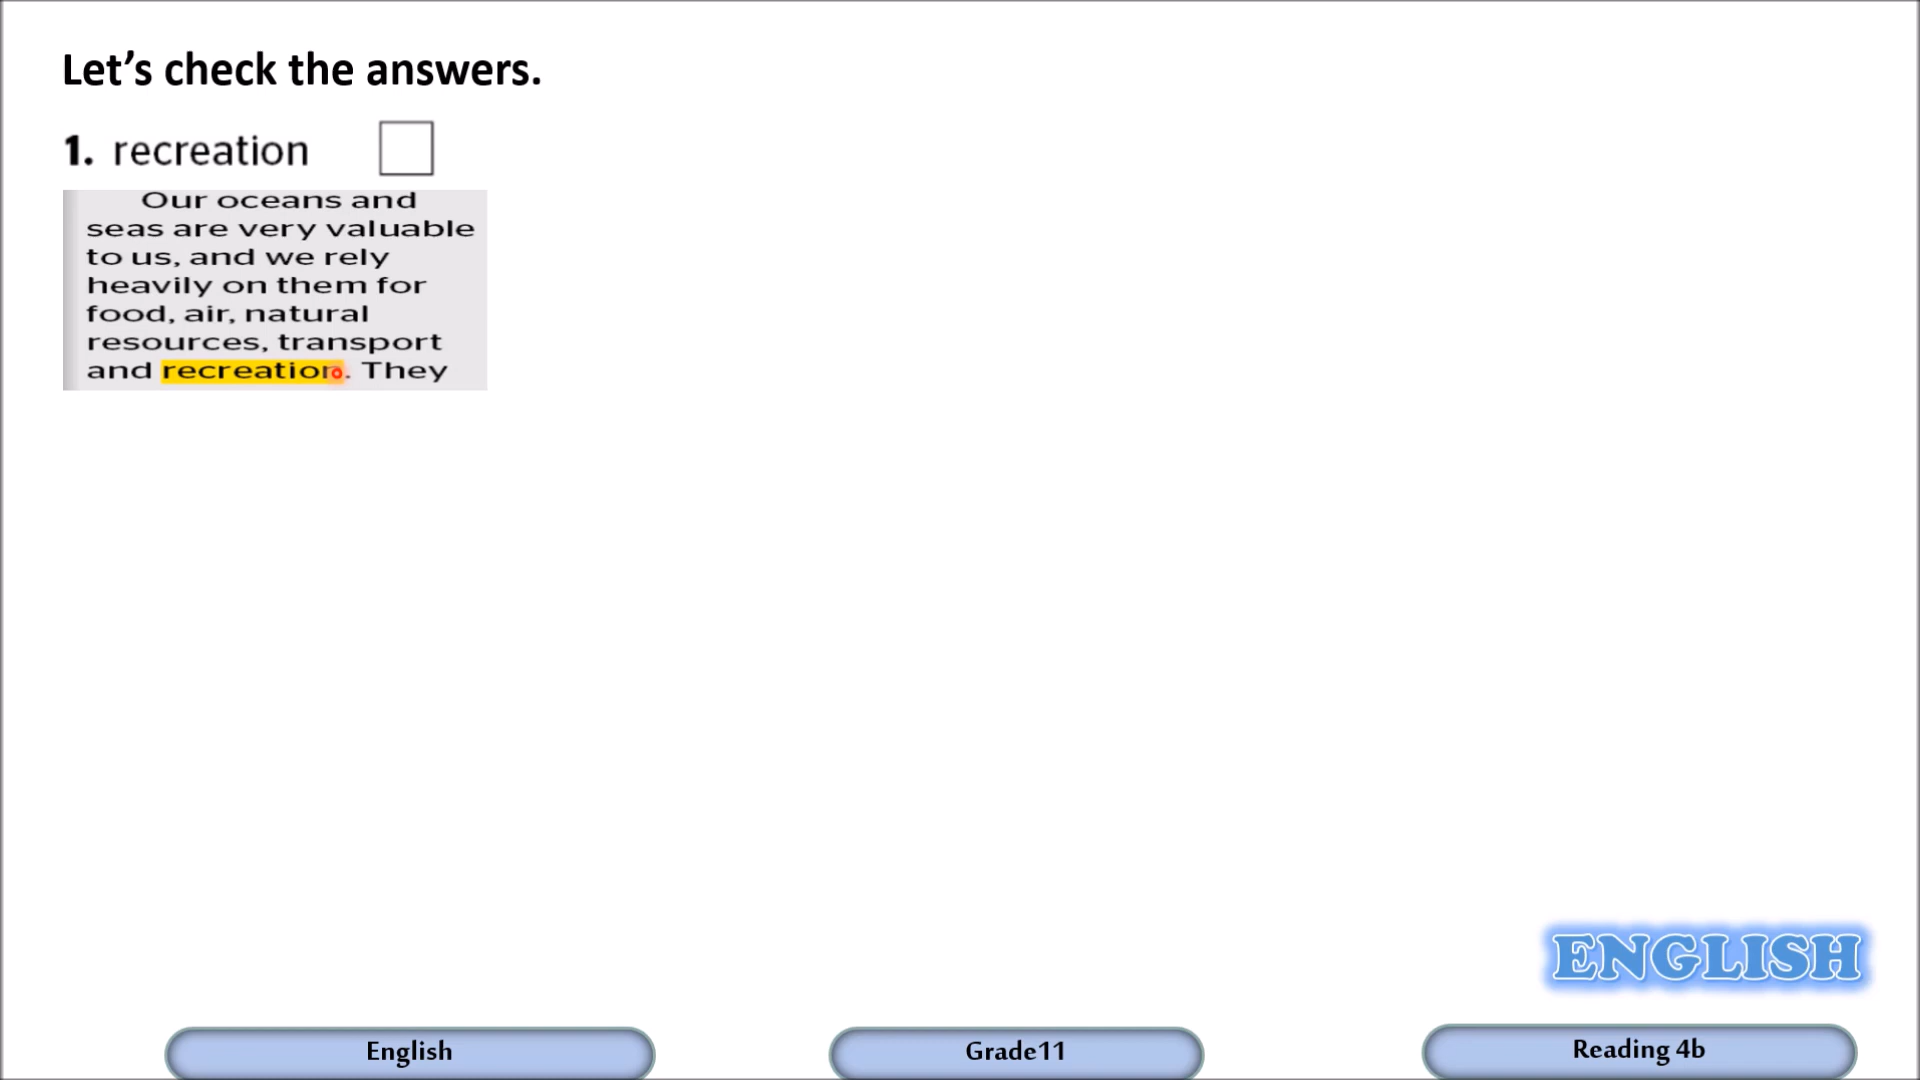 Let’s check the answers.
1. recreation
Our oceans and
seas are very valuable
to us, and we rely
heavily on them for
food, air, natural
resources, transport
and recreation. They
ENGLISH
English
Grade11
Reading 4b